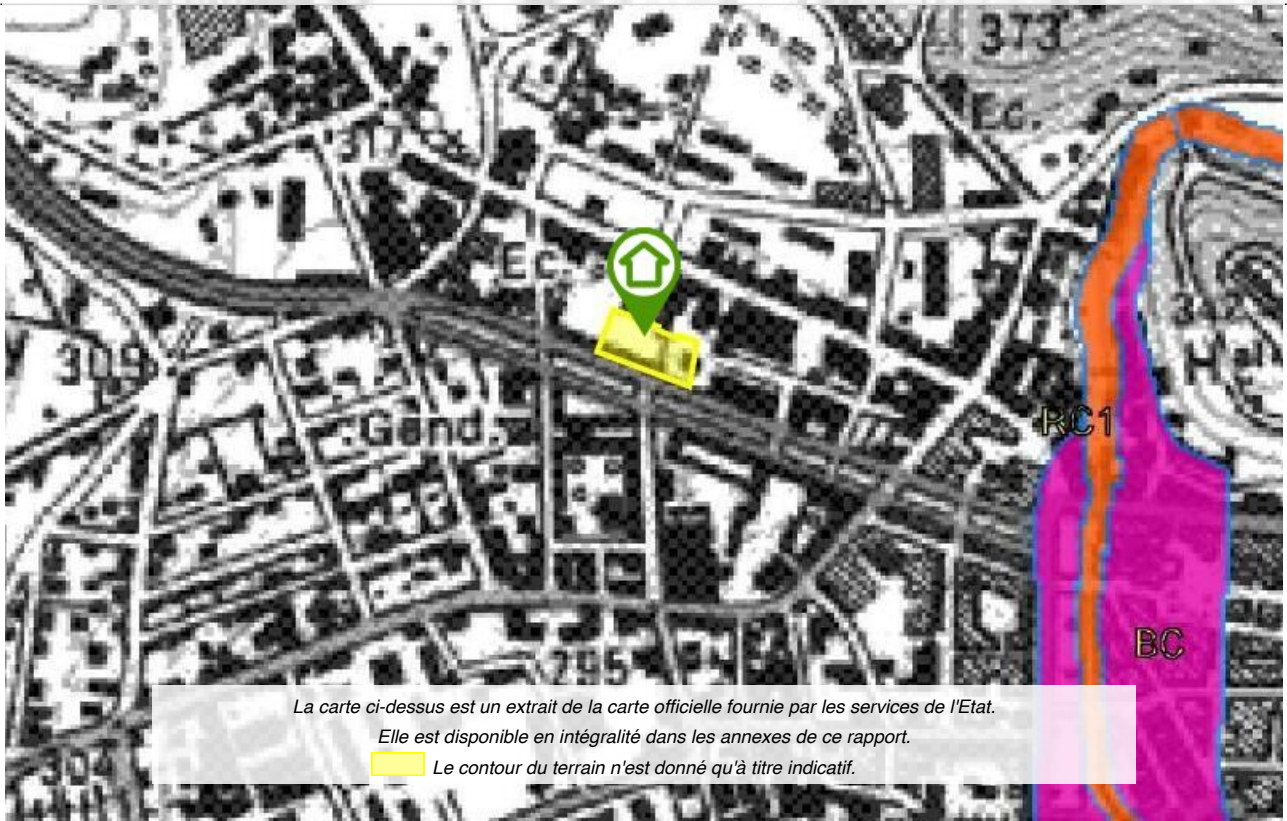 373
Ec.
317
Ec.
309
H
RC1
.Gend.
BC
295
304
La carte ci-dessus est un extrait de la carte officielle fournie par les services de l'Etat.
Elle est disponible en intégralité dans les annexes de ce rapport.
Le contour du terrain n'est donné qu'à titre indicatif.